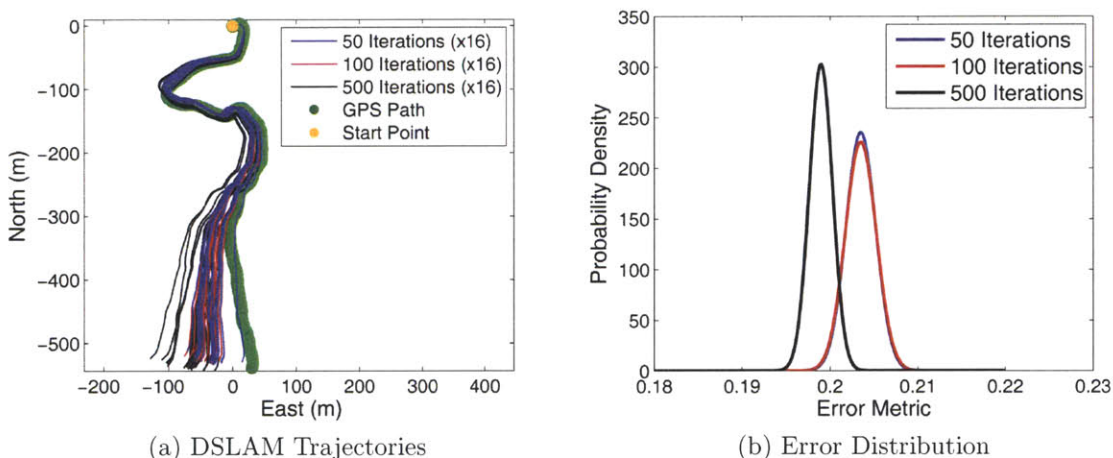 0
−100
−200
−300
−400
−500
North (m)
−200
−100
0
100
200
300
400
East (m)
50 Iterations (x16)
100 Iterations (x16)
500 Iterations (x16)
GPS Path
Start Point
(a) DSLAM Trajectories
350
300
250
200
150
100
50
0
Probability Density
0.18
0.19
0.2
0.21
0.22
0.23
Error Metric
50 Iterations
100 Iterations
500 Iterations
(b) Error Distribution